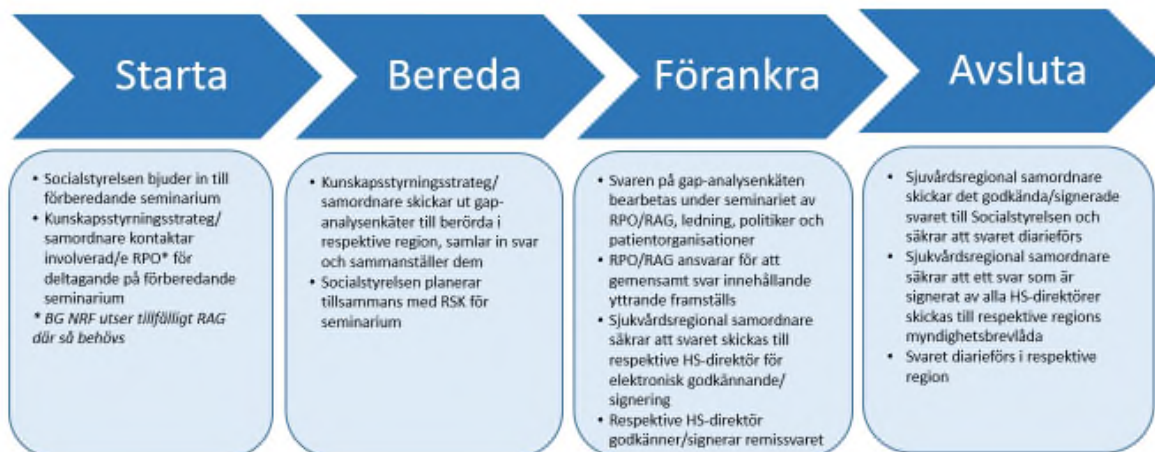 Starta
• Socialstyrelsen bjuder in till
förberedande seminarium
• Kunskapsstyrningsstrateg/
samordnare kontaktar
involverad/e RPO* för
deltagande på förberedande
seminarium
* BG NRF utser tillfälligt RAG
där så behövs
Bereda
• Kunskapsstyrningsstrateg/
samordnare skickar ut gap-
analysenkäter till berörda i
respektive region, samlar in svar
och sammanställer dem
• Socialstyrelsen planerar
tillsammans med RSK för
seminarium
Förankra
• Svaren på gap-analysenkäten
bearbetas under seminariet av
RPO/RAG, ledning, politiker och
patientorganisationer
• RPO/RAG ansvarar för att
gemensamt svar innehållande
yttrande framställs
• Sjukvårdsregional samordnare
säkrar att svaret skickas till
respektive HS-direktör för
elektronisk godkännande/
signering
• Respektive HS-direktör
godkänner/signerar remissvaret
Avsluta
• Sjuvårdsregional samordnare
skickar det godkända/signerade
svaret till Socialstyrelsen och
säkrar att svaret diarieförs
• Sjukvårdsregional samordnare
säkrar att ett svar som är
signerat av alla HS-direktörer
skickas till respektive regions
myndighetsbrevlåda
• Svaret diarieförs i respektive
region